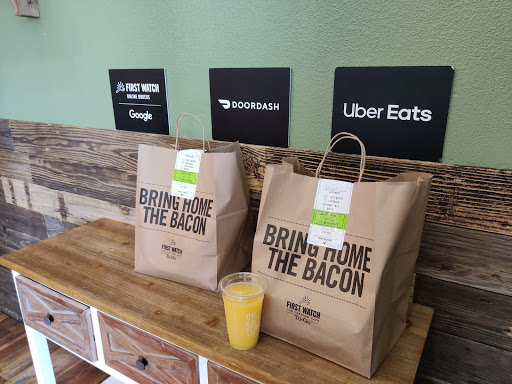 FIRST WATCH
ONLINE ORDERS
Google
DOORDASH
Uber Eats
BRING HOME
THE BACON
FIRST WATCH
To-Go
BRING HOME
THE BACON
FIRST WATCH
To-Go